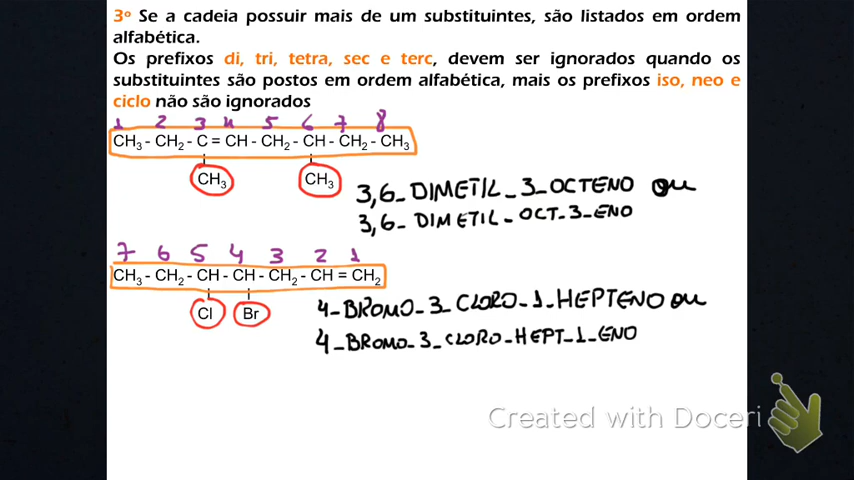 3º Se a cadeia possuir mais de um substituintes, são listados em ordem
alfabética.
Os prefixos di, tri, tetra, sec e terc, devem ser ignorados quando os
substituintes são postos em ordem alfabética, mais os prefixos iso, neo e
ciclo não são ignorados
1 2 3 4 5 6 7 8
CH₃ - CH₂ - C = CH - CH₂ - CH - CH₂ - CH₃
CH₃ CH₃
3,6-DIMETIL-3-OCTENO ou
3,6-DIMETIL-OCT-3-ENO
7 6 5 4 3 2 1
CH₃ - CH₂ - CH - CH - CH₂ - CH = CH₂
Cl Br
4-BROMO-3-CLORO-1-HEPTENO ou
4-BROMO-3-CLORO-HEPT-1-ENO
Created with Doceri